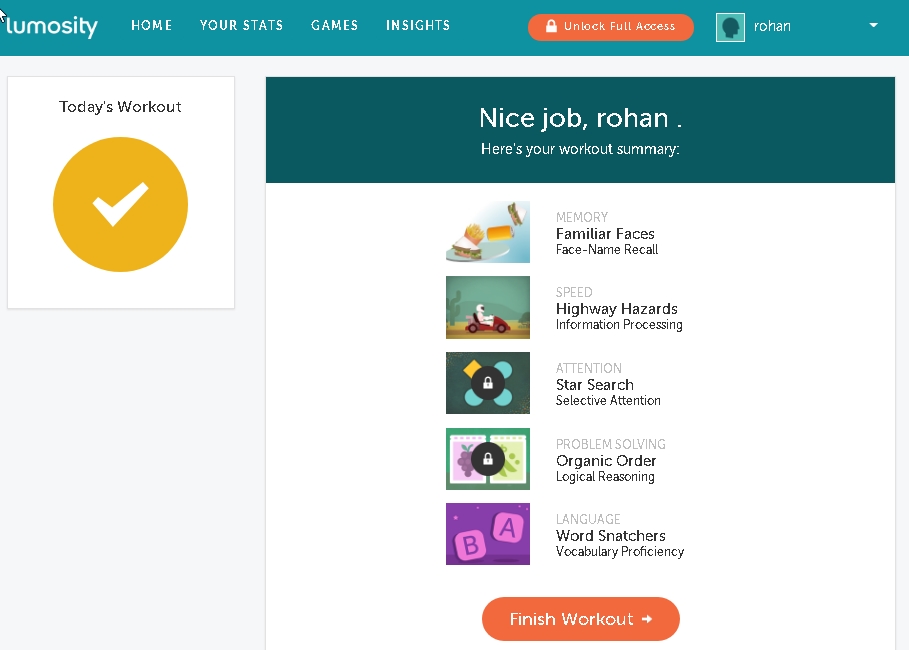 lumosity
HOME YOUR STATS GAMES INSIGHTS
Unlock Full Access
rohan
Today's Workout
Nice job, rohan .
Here's your workout summary:
MEMORY
Familiar Faces
Face-Name Recall
SPEED
Highway Hazards
Information Processing
ATTENTION
Star Search
Selective Attention
PROBLEM SOLVING
Organic Order
Logical Reasoning
B A
LANGUAGE
Word Snatchers
Vocabulary Proficiency
Finish Workout